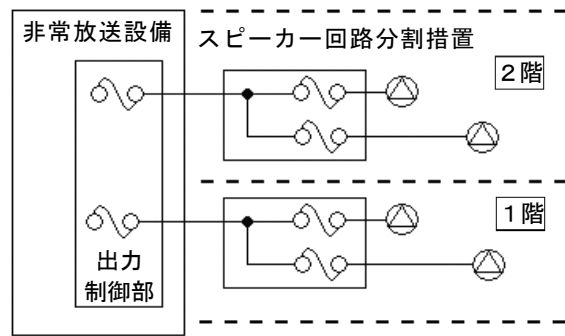 非常放送設備
スピーカー回路分割措置
２階
１階
出力
制御部